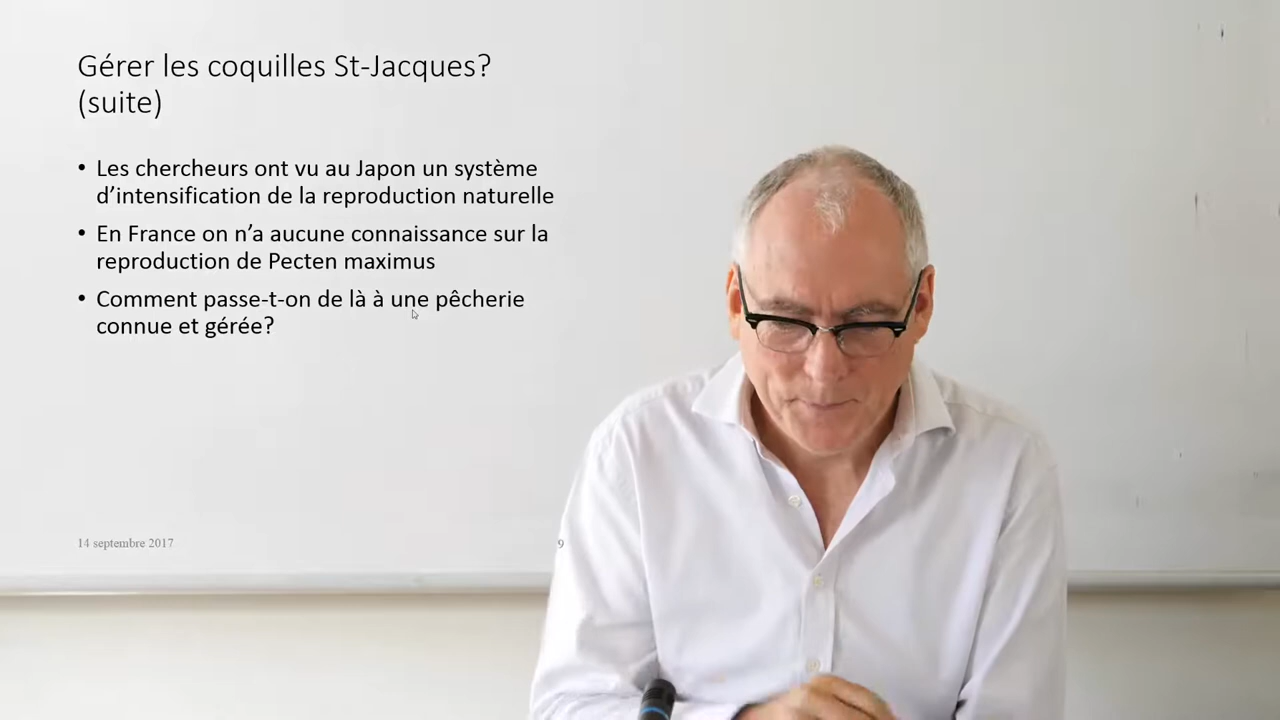 Gérer les coquilles St-Jacques?
(suite)
• Les chercheurs ont vu au Japon un système
d’intensification de la reproduction naturelle
• En France on n’a aucune connaissance sur la
reproduction de Pecten maximus
• Comment passe-t-on de là à une pêcherie
connue et gérée?
14 septembre 2017
9